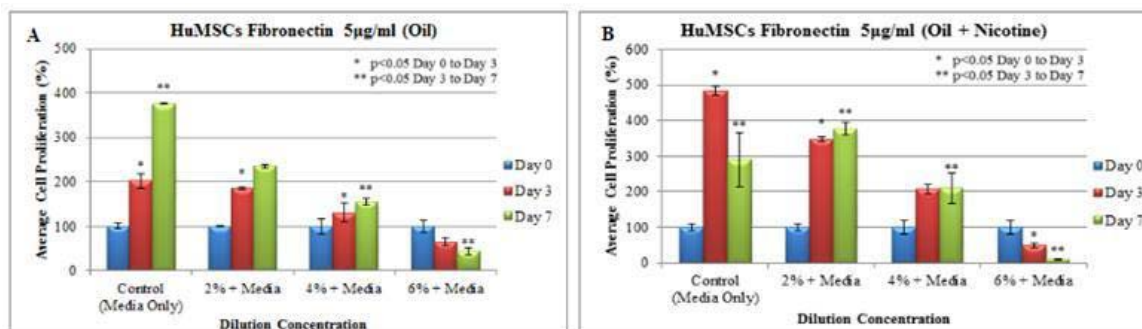 A
HuMSCs Fibronectin 5µg/ml (Oil)
* p<0.05 Day 0 to Day 3
** p<0.05 Day 3 to Day 7
Average Cell Proliferation (%)
500
400
300
200
100
0
**
*
*
*
**
**
Day 0
Day 3
Day 7
Control
(Media Only)
2% + Media
4% + Media
6% + Media
Dilution Concentration
B
HuMSCs Fibronectin 5µg/ml (Oil + Nicotine)
* p<0.05 Day 0 to Day 3
** p<0.05 Day 3 to Day 7
Average Cell Proliferation (%)
600
500
400
300
200
100
0
*
**
*
**
**
*
**
Day 0
Day 3
Day 7
Control
(Media Only)
2% + Media
4% + Media
6% + Media
Dilution Concentration